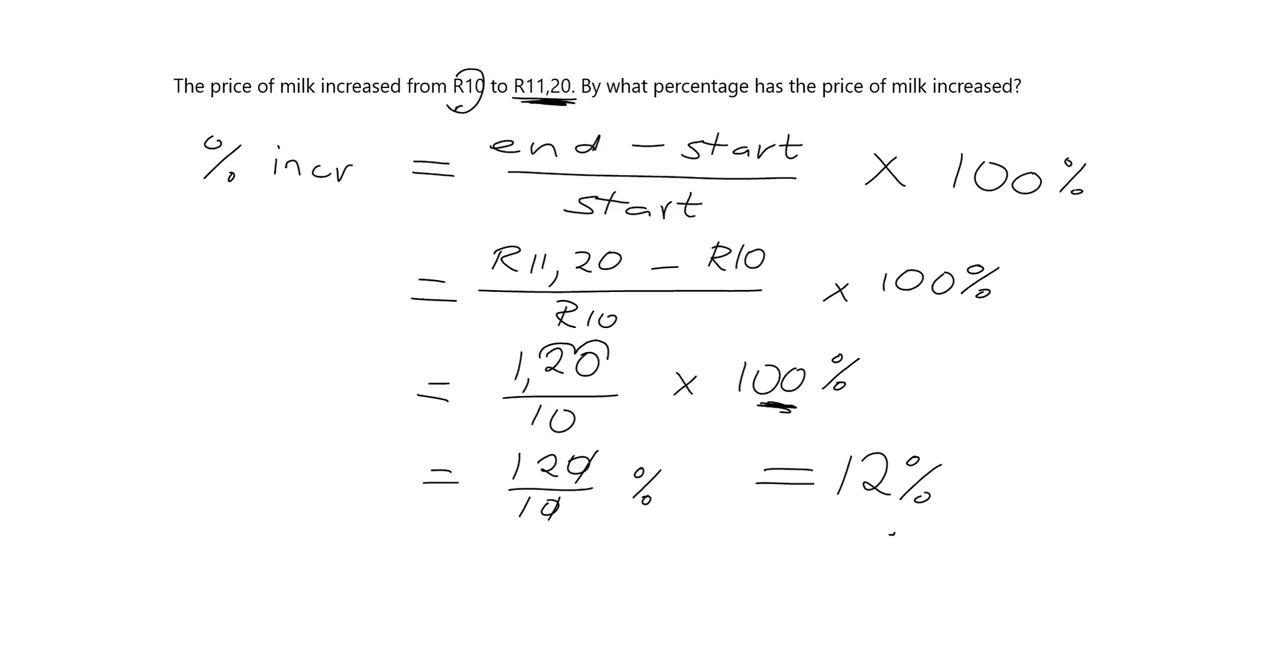 The price of milk increased from R10 to R11,20. By what percentage has the price of milk increased?
% incr = end - start / start × 100%
= R11,20 - R10 / R10 × 100%
= 1,20 / 10 × 100%
= 120 / 10 % = 12%